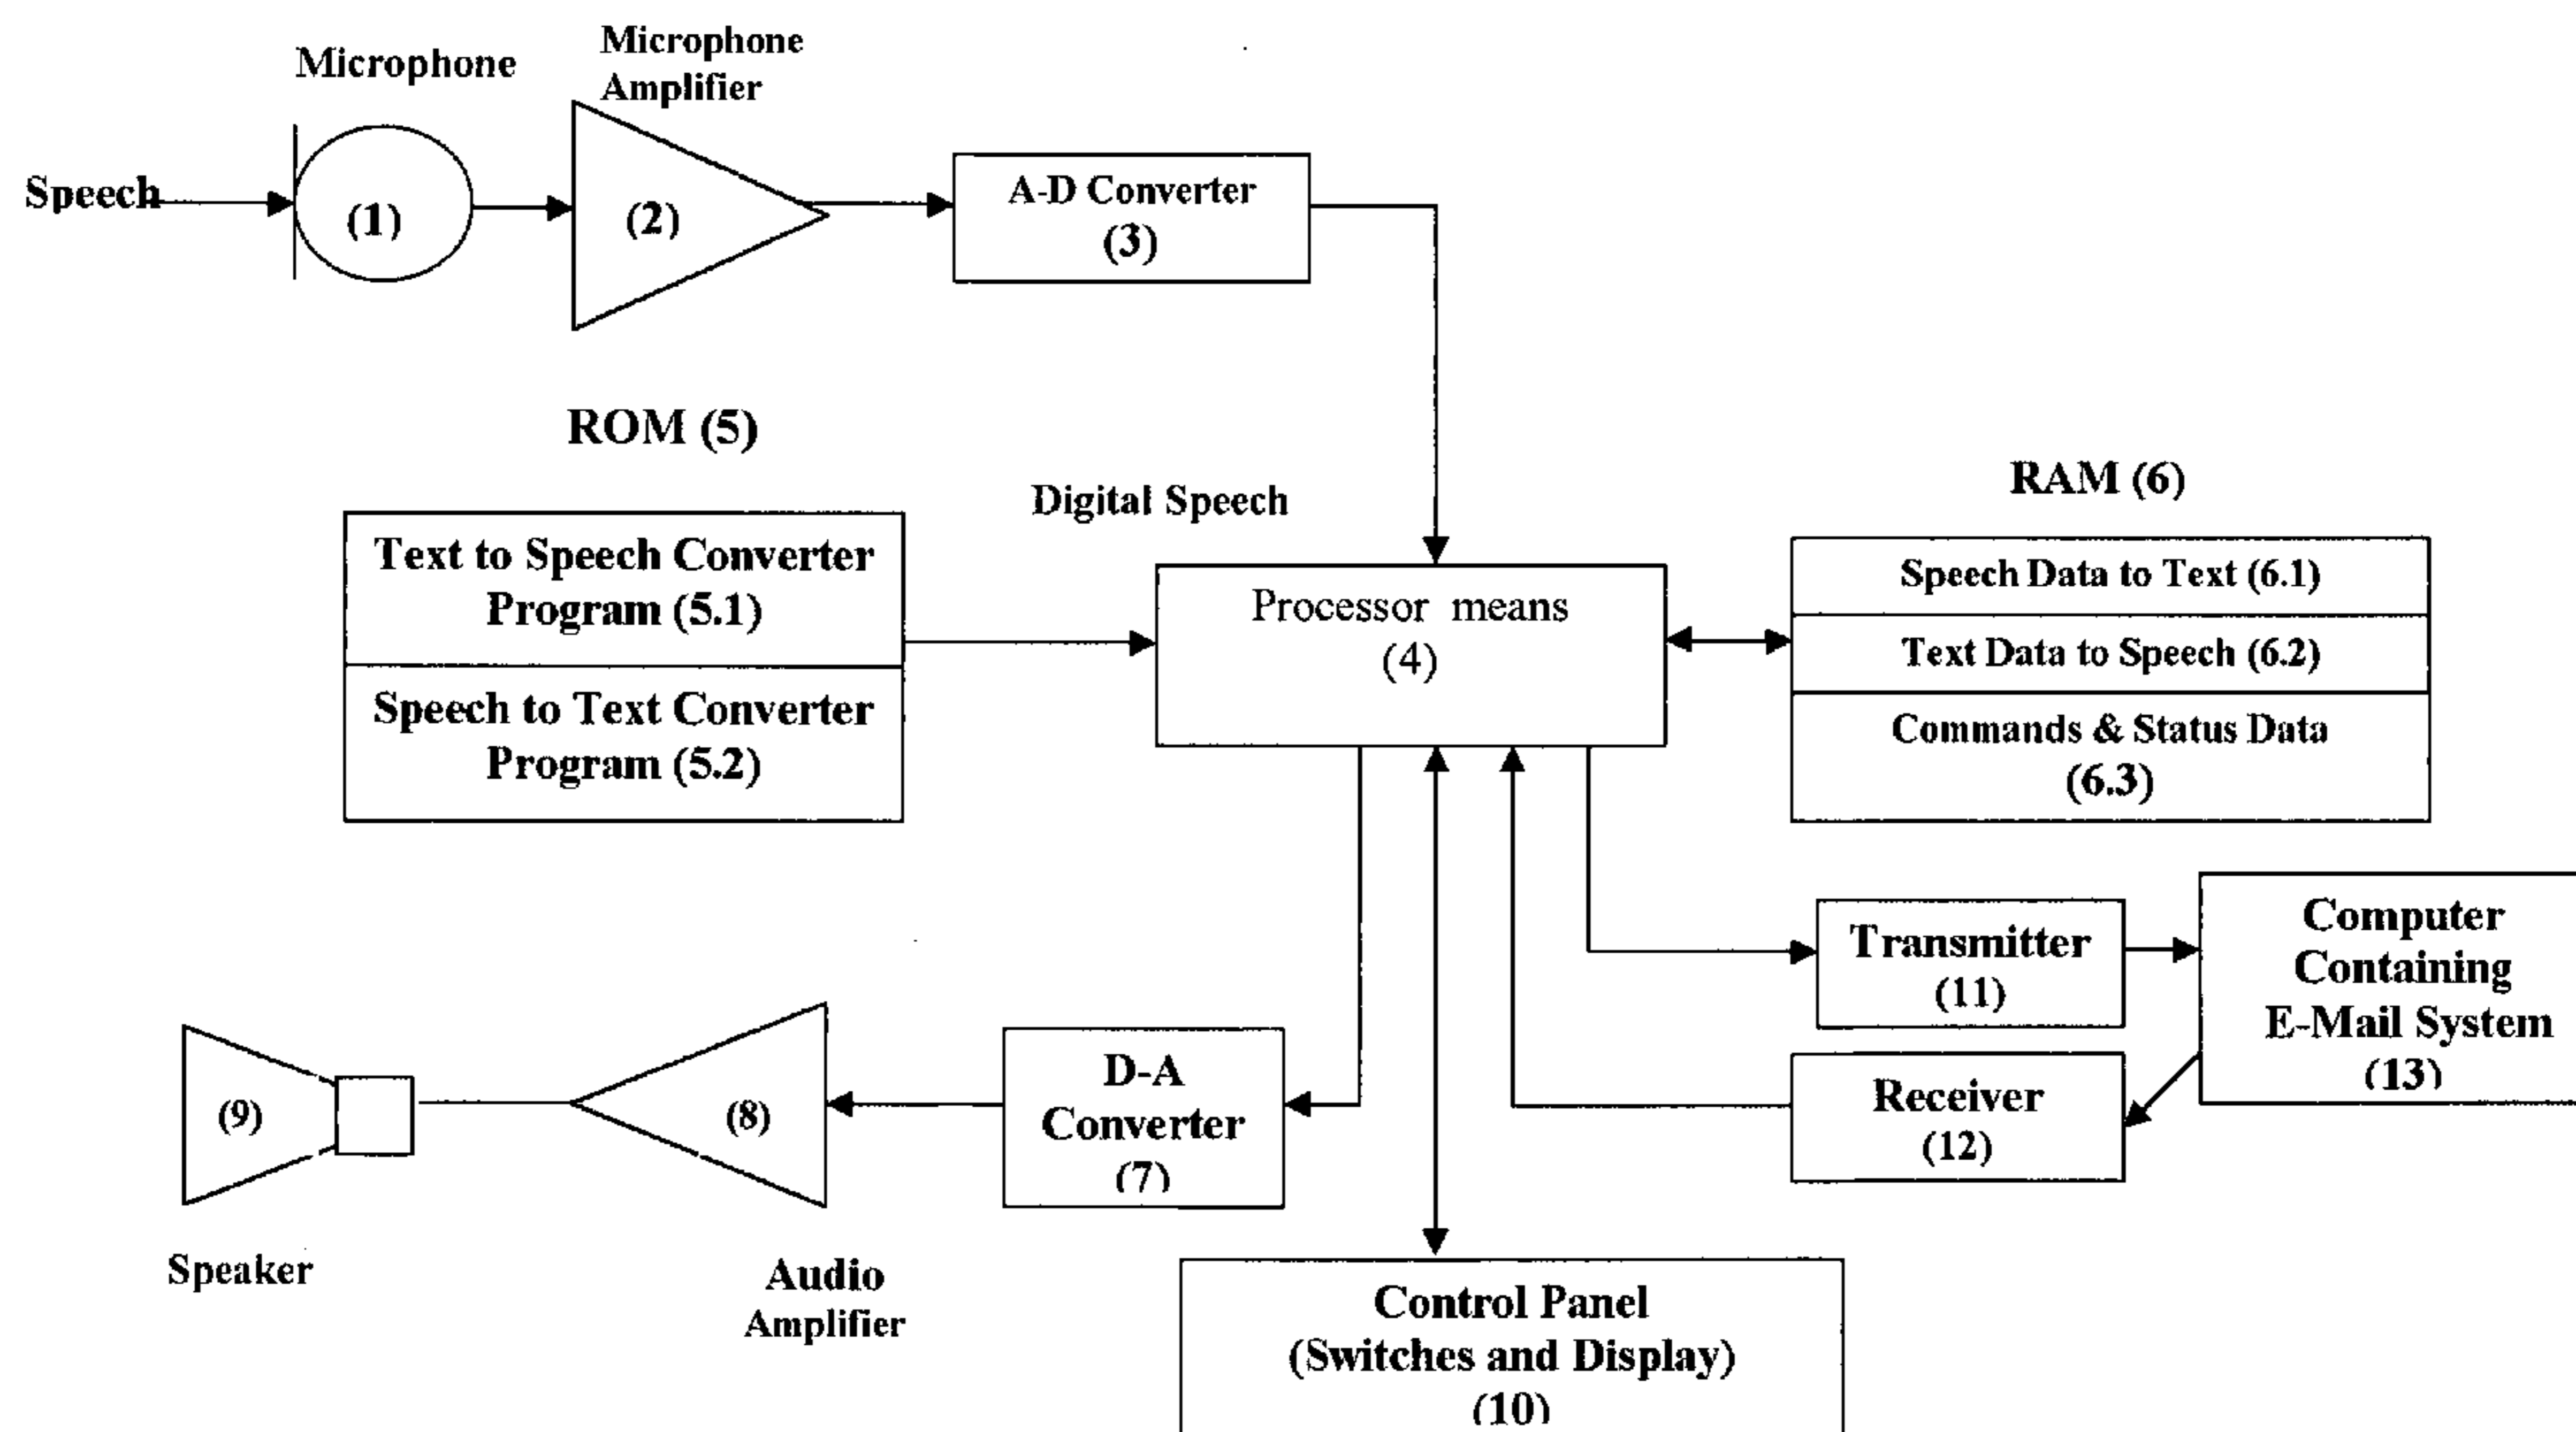 Microphone
Microphone
Amplifier
Speech
(1)
(2)
A-D Converter
(3)
ROM (5)
Digital Speech
RAM (6)
Text to Speech Converter
Program (5.1)
Speech to Text Converter
Program (5.2)
Processor means
(4)
Speech Data to Text (6.1)
Text Data to Speech (6.2)
Commands & Status Data
(6.3)
Transmitter
(11)
Computer
Containing
E-Mail System
(13)
Receiver
(12)
D-A
Converter
(7)
(8)
(9)
Speaker
Audio
Amplifier
Control Panel
(Switches and Display)
(10)